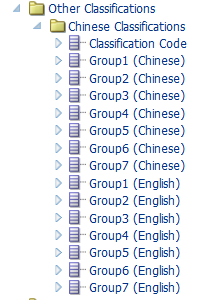 Other Classifications
Chinese Classifications
Classification Code
Group1 (Chinese)
Group2 (Chinese)
Group3 (Chinese)
Group4 (Chinese)
Group5 (Chinese)
Group6 (Chinese)
Group7 (Chinese)
Group1 (English)
Group2 (English)
Group3 (English)
Group4 (English)
Group5 (English)
Group6 (English)
Group7 (English)